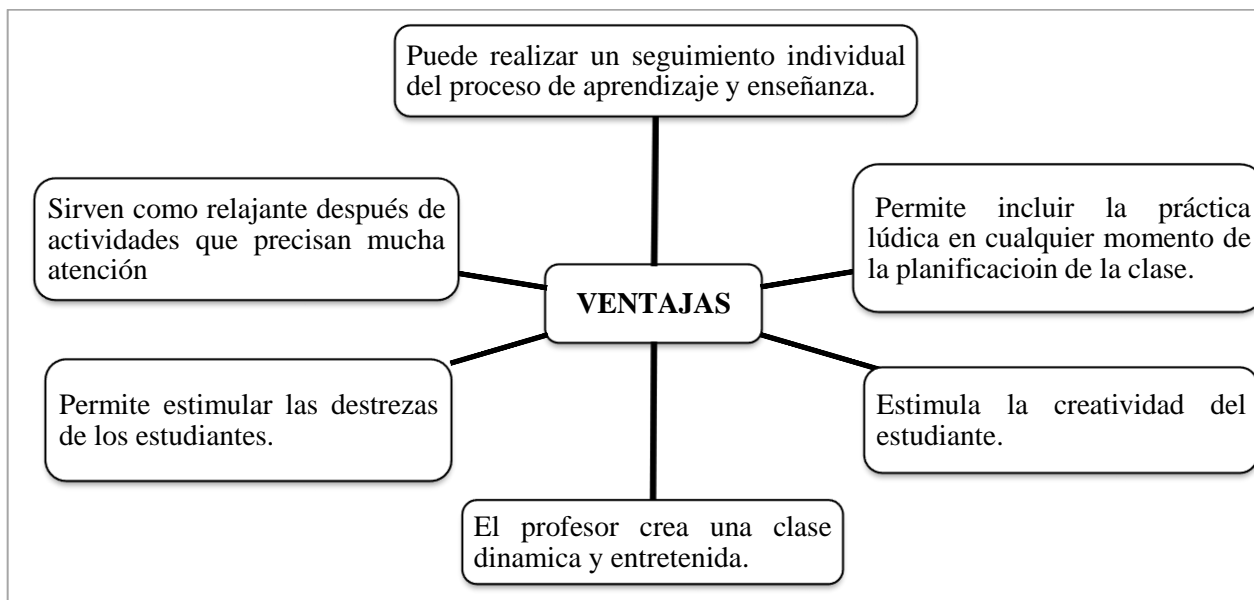 Puede realizar un seguimiento individual
del proceso de aprendizaje y enseñanza.
Sirven como relajante después de
actividades que precisan mucha
atención
Permite incluir la práctica
lúdica en cualquier momento de
la planificacioin de la clase.
VENTAJAS
Permite estimular las destrezas
de los estudiantes.
Estimula la creatividad del
estudiante.
El profesor crea una clase
dinamica y entretenida.